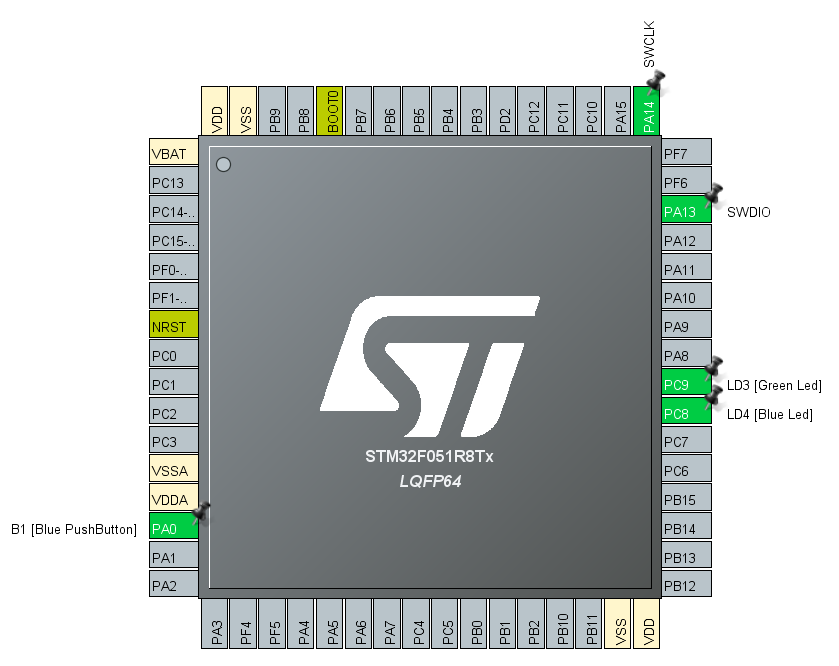 SWCLK
VDD
VSS
PB9
PB8
BOOT0
PB7
PB6
PB5
PB4
PB3
PD2
PC12
PC11
PC10
PA15
PA14
VBAT
PC13
PC14-..
PC15-..
PF0-..
PF1-..
NRST
PC0
PC1
PC2
PC3
VSSA
VDDA
B1 [Blue PushButton]
PA0
PA1
PA2
PF7
PF6
PA13
SWDIO
PA12
PA11
PA10
PA9
PA8
PC9
LD3 [Green Led]
PC8
LD4 [Blue Led]
PC7
PC6
PB15
PB14
PB13
PB12
ST
STM32F051R8Tx
LQFP64
PA3
PF4
PF5
PA4
PA5
PA6
PA7
PC4
PC5
PB0
PB1
PB2
PB10
PB11
VSS
VDD